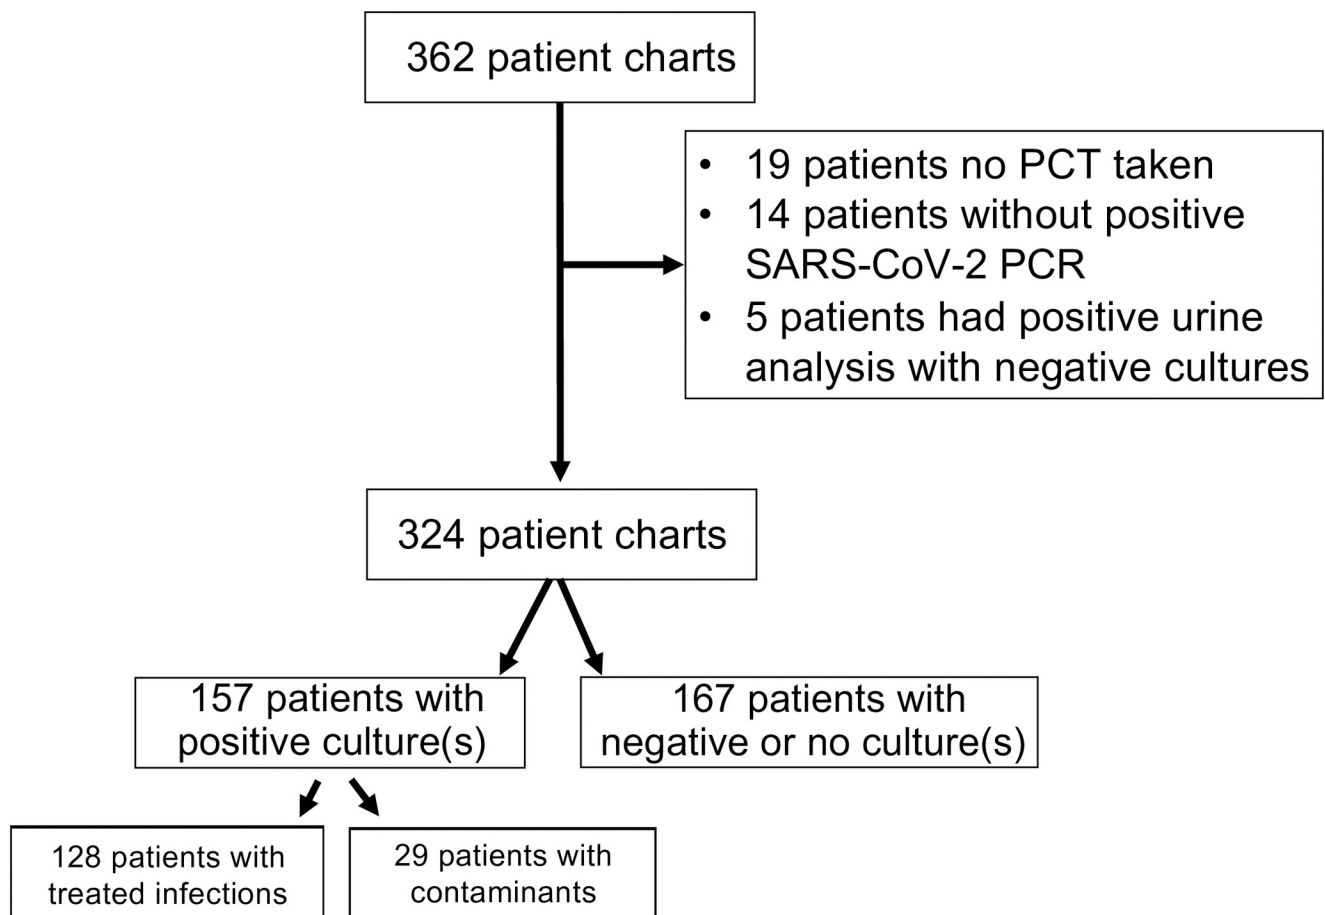 362 patient charts
• 19 patients no PCT taken
• 14 patients without positive
SARS-CoV-2 PCR
• 5 patients had positive urine
analysis with negative cultures
324 patient charts
157 patients with
positive culture(s)
167 patients with
negative or no culture(s)
128 patients with
treated infections
29 patients with
contaminants